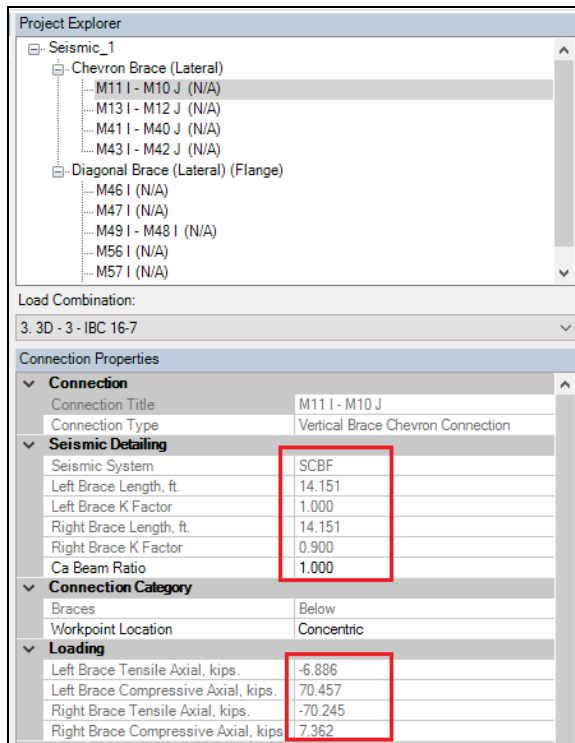 Project Explorer
Seismic_1
Chevron Brace (Lateral)
M11 I - M10 J (N/A)
M13 I - M12 J (N/A)
M41 I - M40 J (N/A)
M43 I - M42 J (N/A)
Diagonal Brace (Lateral) (Flange)
M46 I (N/A)
M47 I (N/A)
M49 I - M48 I (N/A)
M56 I (N/A)
M57 I (N/A)
Load Combination:
3. 3D - 3 - IBC 16-7
Connection Properties
Connection
Connection Title M11 I - M10 J
Connection Type Vertical Brace Chevron Connection
Seismic Detailing
Seismic System SCBF
Left Brace Length, ft. 14.151
Left Brace K Factor 1.000
Right Brace Length, ft. 14.151
Right Brace K Factor 0.900
Ca Beam Ratio 1.000
Connection Category
Braces Below
Workpoint Location Concentric
Loading
Left Brace Tensile Axial, kips. -6.886
Left Brace Compressive Axial, kips. 70.457
Right Brace Tensile Axial, kips. -70.245
Right Brace Compressive Axial, kips 7.362